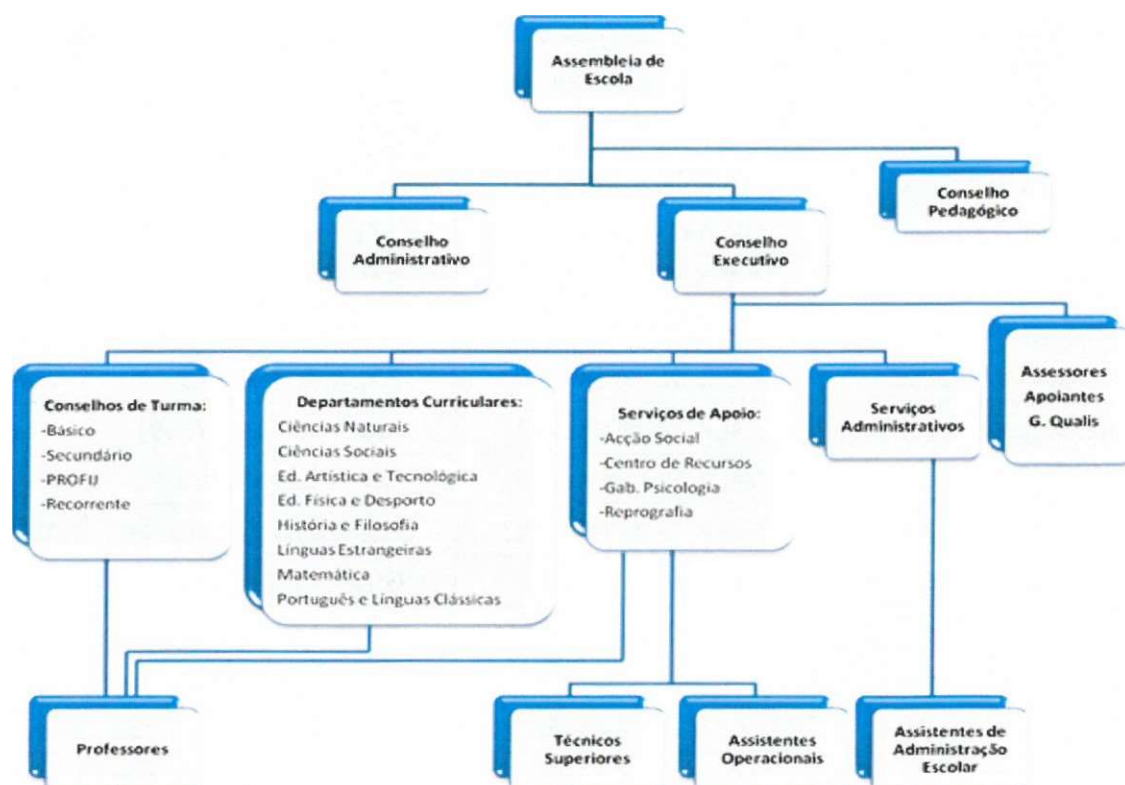 Assembleia de
Escola
Conselho
Pedagógico
Conselho
Administrativo
Conselho
Executivo
Assessores
Apoiantes
G. Qualis
Conselhos de Turma:
-Básico
-Secundário
-PROFIJ
-Recorrente
Departamentos Curriculares:
Ciências Naturais
Ciências Sociais
Ed. Artística e Tecnológica
Ed. Física e Desporto
História e Filosofia
Línguas Estrangeiras
Matemática
Português e Línguas Clássicas
Serviços de Apoio:
-Acção Social
-Centro de Recursos
-Gab. Psicologia
-Reprografia
Serviços
Administrativos
Professores
Técnicos
Superiores
Assistentes
Operacionais
Assistentes de
Administração
Escolar